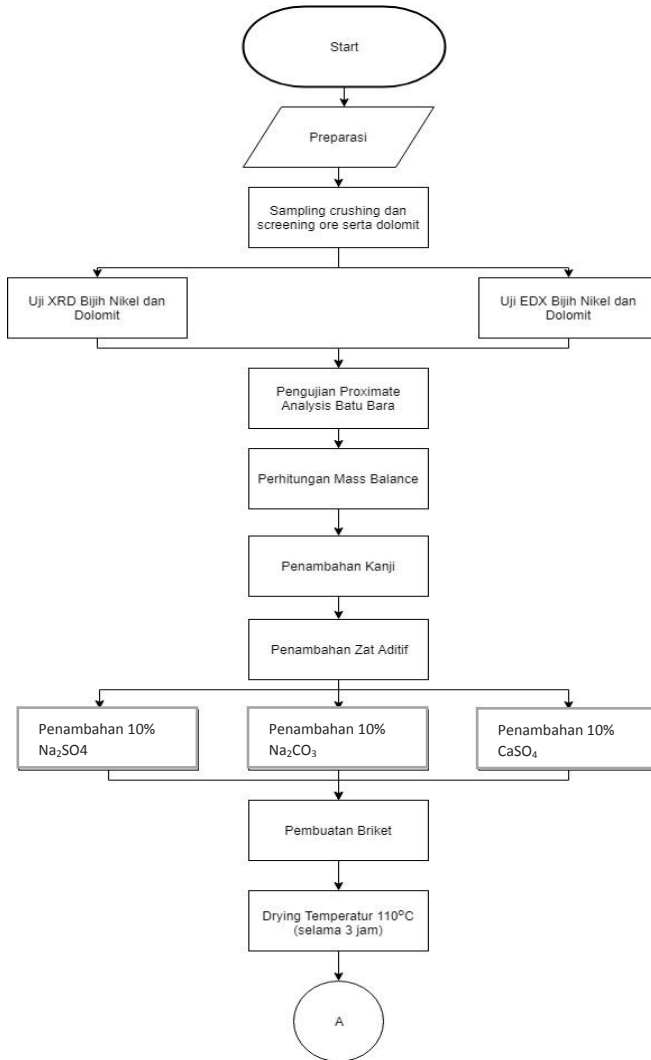 Start
Preparasi
Sampling crushing dan
screening ore serta dolomit
Uji XRD Bijih Nikel dan
Dolomit
Uji EDX Bijih Nikel dan
Dolomit
Pengujian Proximate
Analysis Batu Bara
Perhitungan Mass Balance
Penambahan Kanji
Penambahan Zat Aditif
Penambahan 10%
Na₂SO4
Penambahan 10%
Na₂CO₃
Penambahan 10%
CaSO₄
Pembuatan Briket
Drying Temperatur 110⁰C
(selama 3 jam)
A